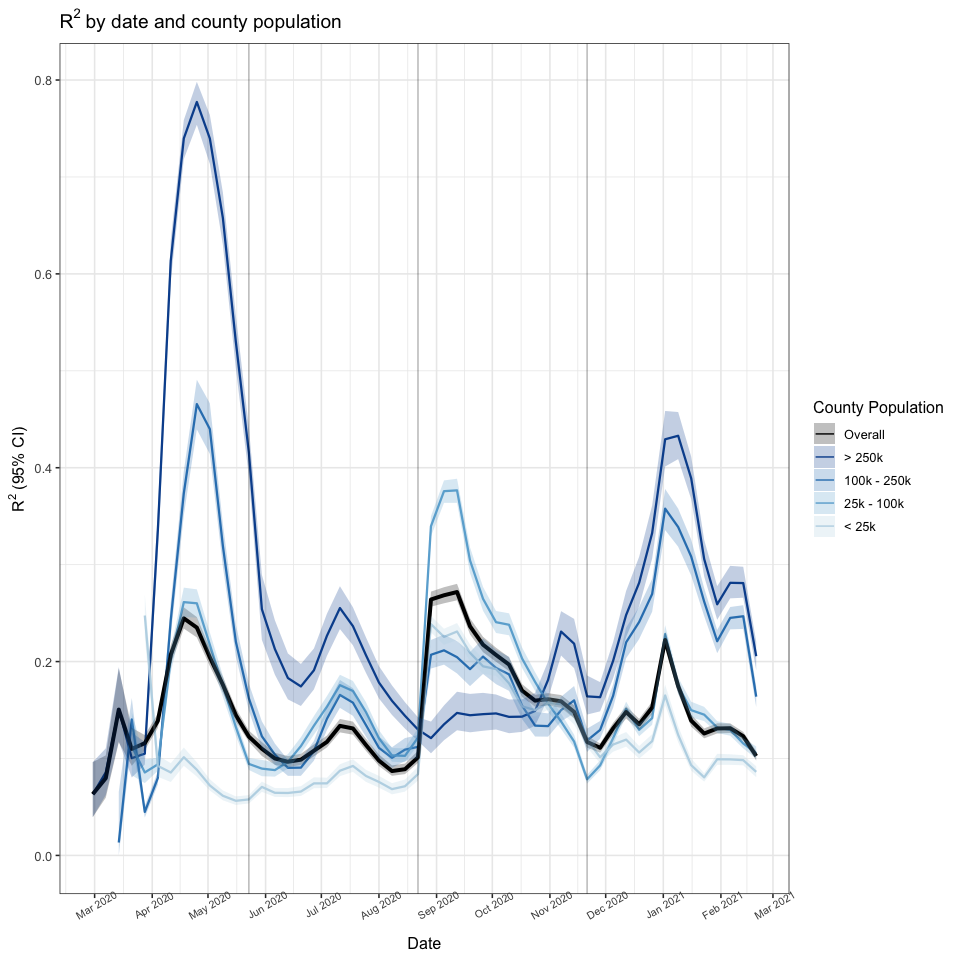 R2 by date and county population
R2 (95% CI)
0.8
0.6
0.4
0.2
0.0
Mar 2020
Apr 2020
May 2020
Jun 2020
Jul 2020
Aug 2020
Sep 2020
Oct 2020
Nov 2020
Dec 2020
Jan 2021
Feb 2021
Mar 2021
Date
County Population
Overall
> 250k
100k - 250k
25k - 100k
< 25k